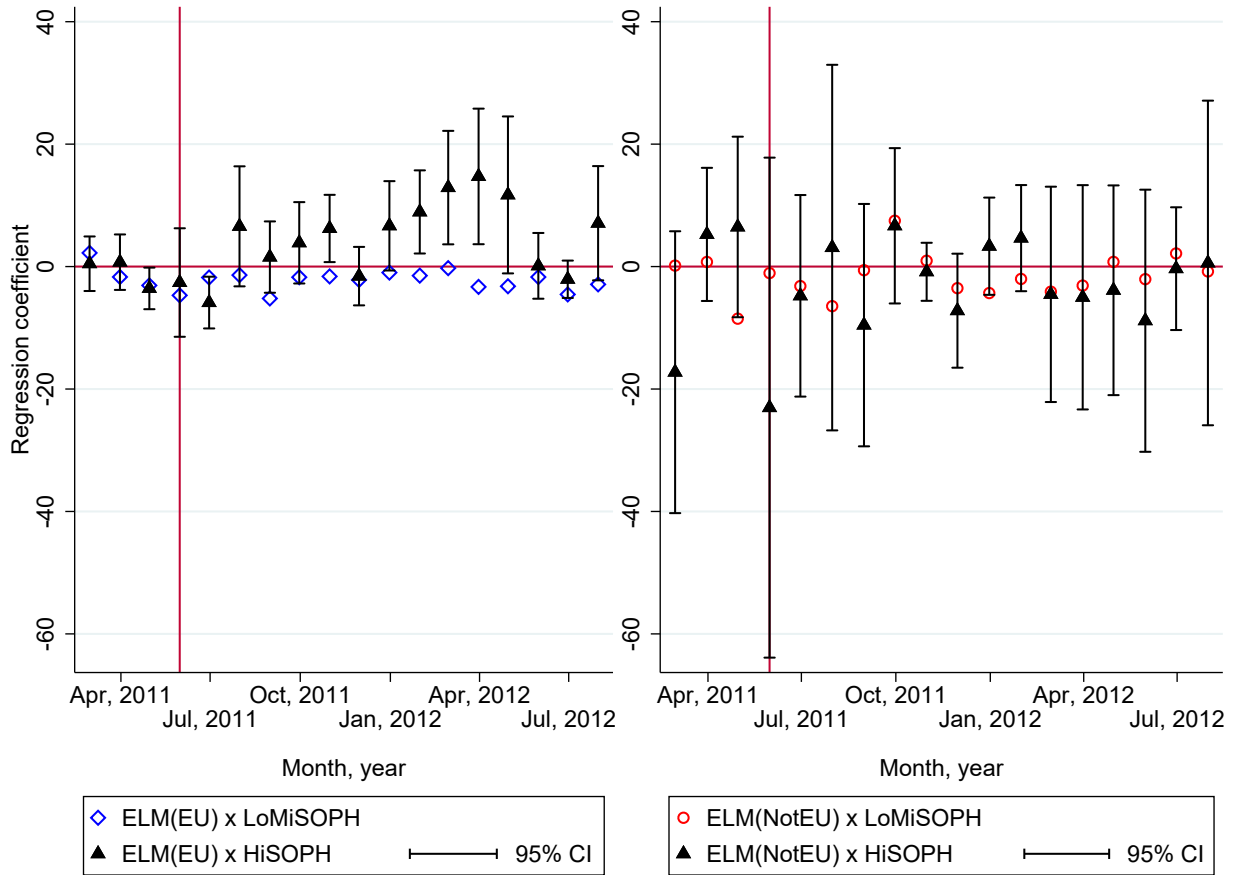 Regression coefficient
40
20
0
-20
-40
-60
Apr, 2011
Jul, 2011
Oct, 2011
Jan, 2012
Apr, 2012
Jul, 2012
Month, year
ELM(EU) x LoMiSOPH
ELM(EU) x HiSOPH
95% CI
40
20
0
-20
-40
-60
Apr, 2011
Jul, 2011
Oct, 2011
Jan, 2012
Apr, 2012
Jul, 2012
Month, year
ELM(NotEU) x LoMiSOPH
ELM(NotEU) x HiSOPH
95% CI